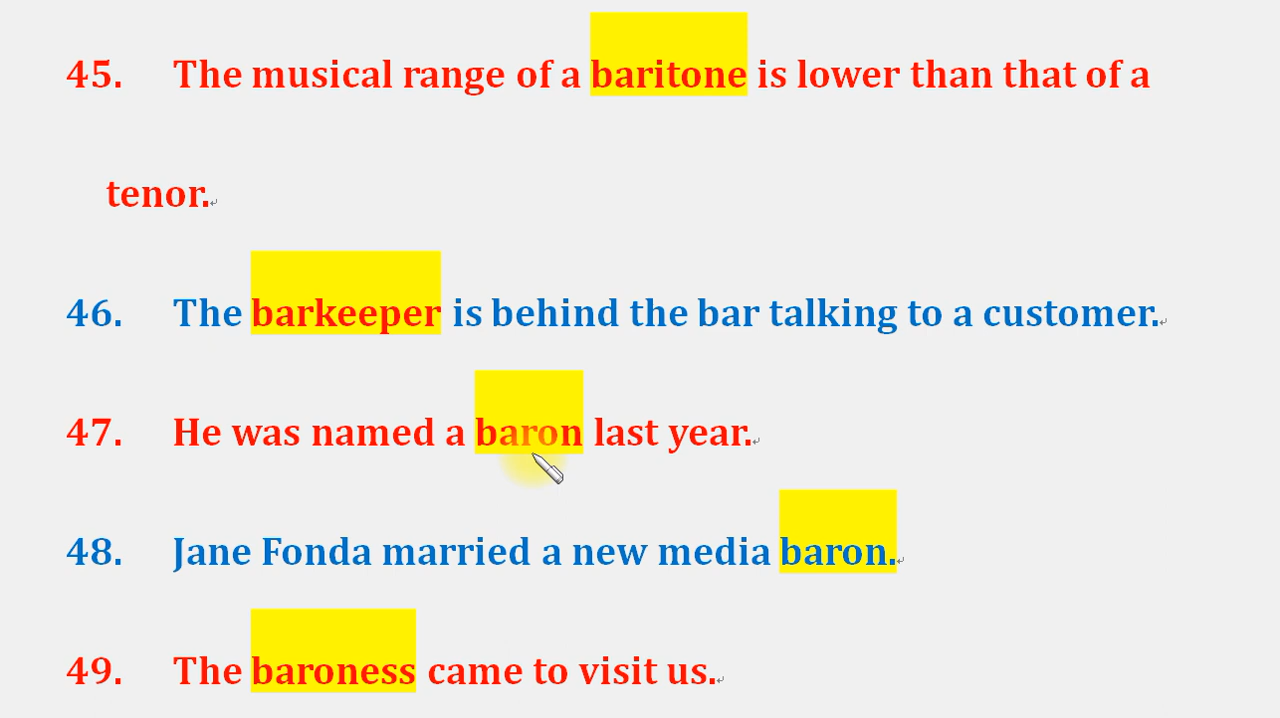 45. The musical range of a baritone is lower than that of a
tenor.
46. The barkeeper is behind the bar talking to a customer.
47. He was named a baron last year.
48. Jane Fonda married a new media baron.
49. The baroness came to visit us.